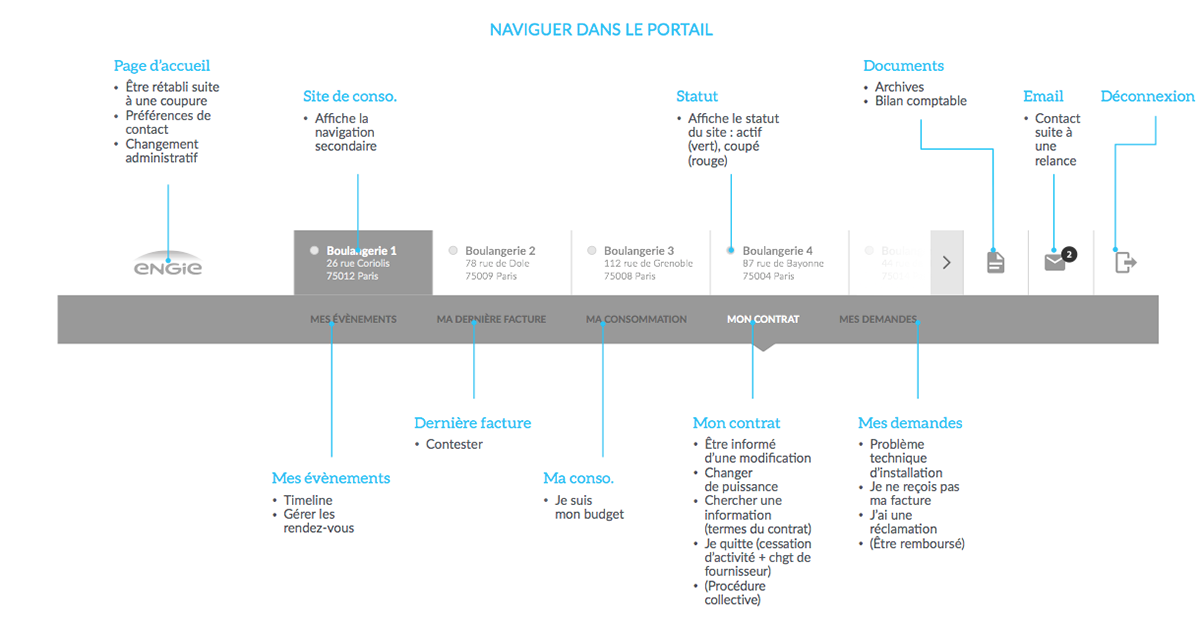 NAVIGUER DANS LE PORTAIL
Page d'accueil
• Être rétabli suite
à une coupure
• Préférences de
contact
• Changement
administratif
Site de conso.
• Affiche la
navigation
secondaire
Statut
• Affiche le statut
du site : actif
(vert), coupé
(rouge)
Documents
• Archives
• Bilan comptable
Email
• Contact
suite à
une
relance
Déconnexion
ENGIE
Boulangerie 1
26 rue Coriolis
75012 Paris
Boulangerie 2
78 rue de Dole
75009 Paris
Boulangerie 3
112 rue de Grenoble
75008 Paris
Boulangerie 4
87 rue de Bayonne
75004 Paris
2
MES ÉVÈNEMENTS
MA DERNIÈRE FACTURE
MA CONSOMMATION
MON CONTRAT
MES DEMANDES
Mes évènements
• Timeline
• Gérer les
rendez-vous
Dernière facture
• Contester
Ma conso.
• Je suis
mon budget
Mon contrat
• Être informé
d'une modification
• Changer
de puissance
• Chercher une
information
(termes du contrat)
• Je quitte (cessation
d'activité + chgt de
fournisseur)
• (Procédure
collective)
Mes demandes
• Problème
technique
d'installation
• Je ne reçois pas
ma facture
• J'ai une
réclamation
• (Être remboursé)